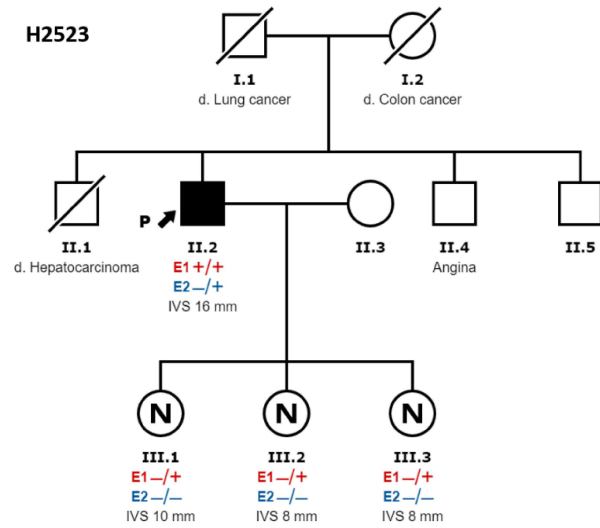 H2523
I.1
d. Lung cancer
I.2
d. Colon cancer
II.1
d. Hepatocarcinoma
P
II.2
E1 +/+
E2 –/+
IVS 16 mm
II.3
II.4
Angina
II.5
N
III.1
E1 –/+
E2 –/–
IVS 10 mm
N
III.2
E1 –/+
E2 –/–
IVS 8 mm
N
III.3
E1 –/+
E2 –/–
IVS 8 mm